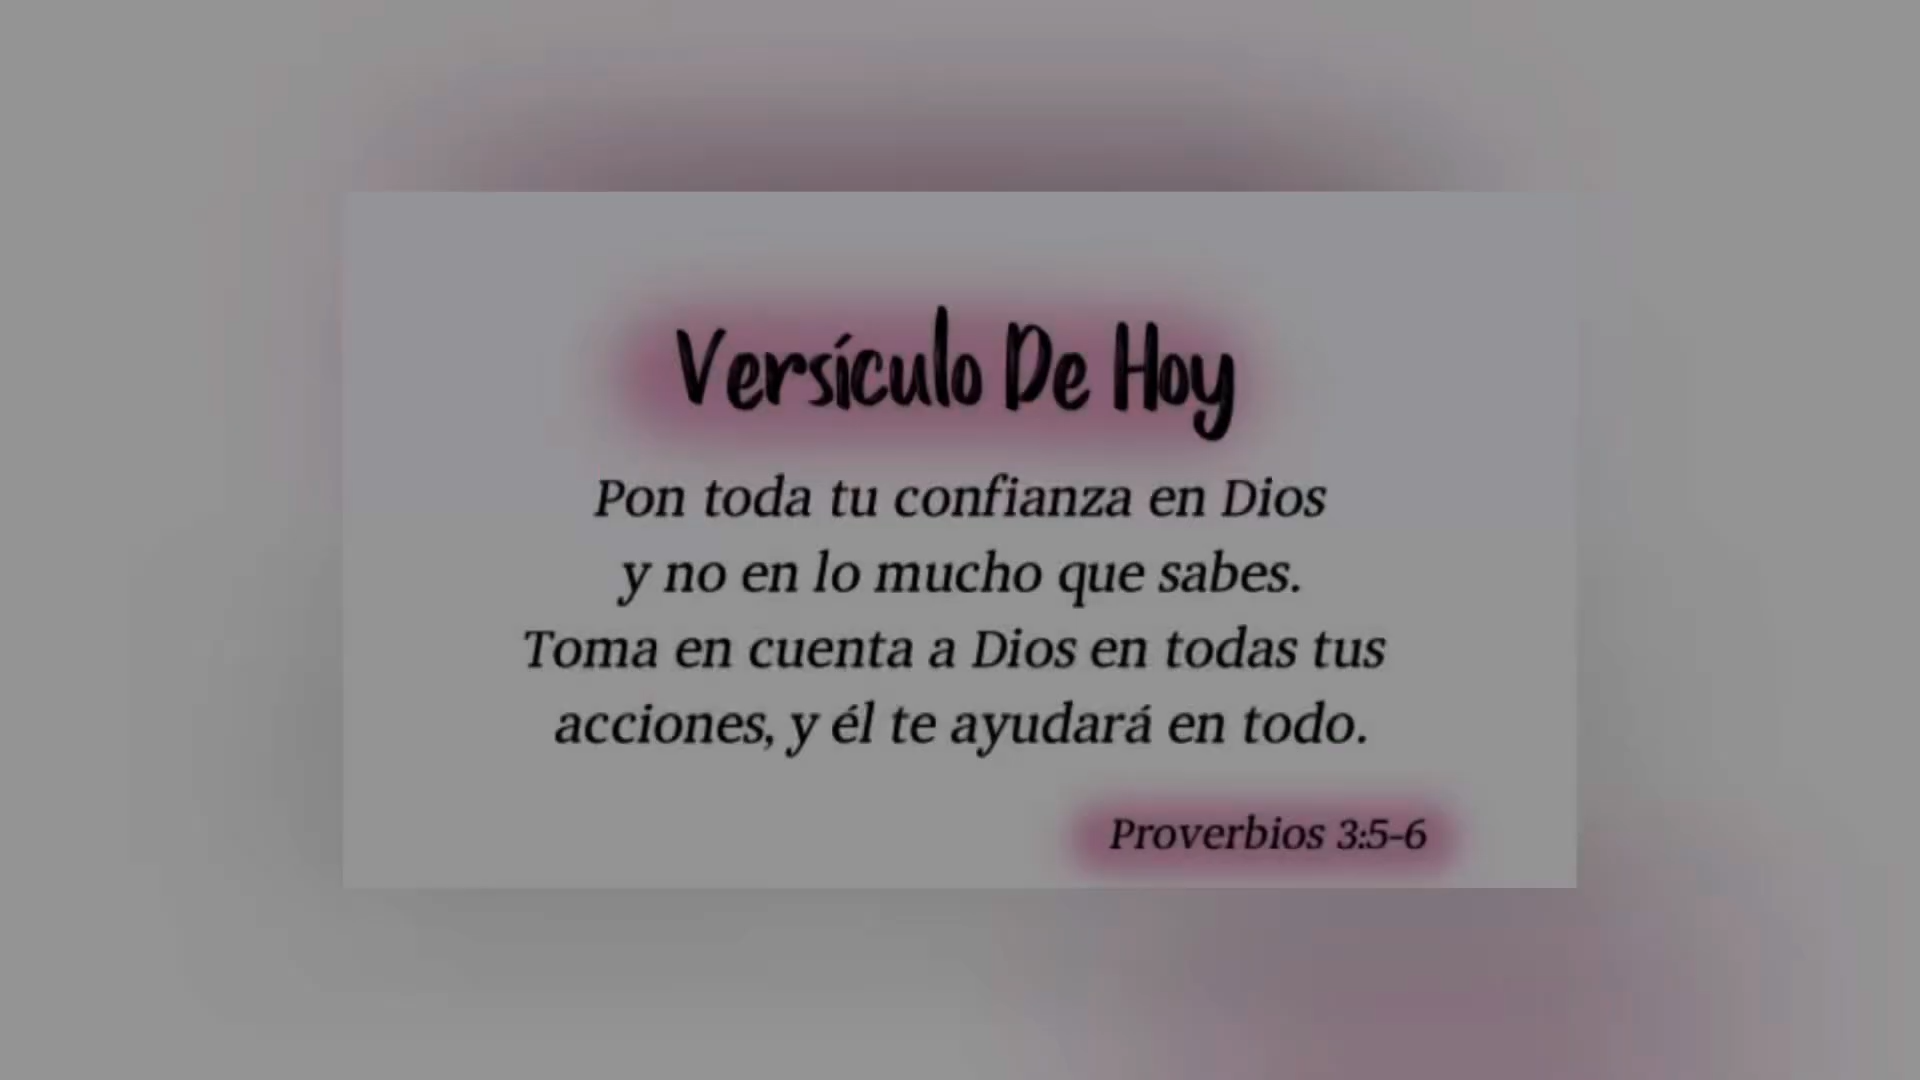 Versículo De Hoy
Pon toda tu confianza en Dios
y no en lo mucho que sabes.
Toma en cuenta a Dios en todas tus
acciones, y él te ayudará en todo.
Proverbios 3:5-6